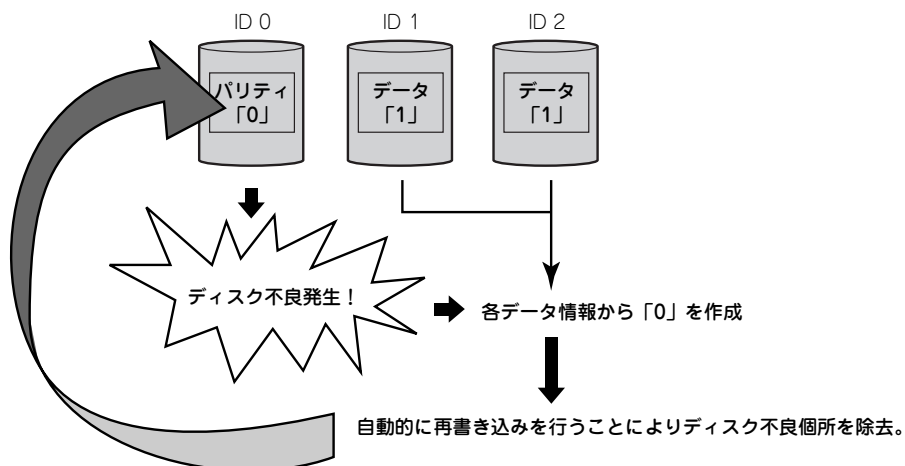 ID 0
ID 1
ID 2
パリティ
「0」
データ
「1」
データ
「1」
ディスク不良発生！
各データ情報から「0」を作成
自動的に再書き込みを行うことによりディスク不良個所を除去。